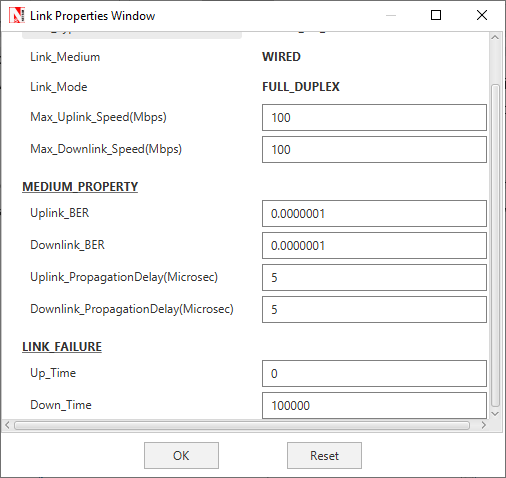 Link Properties Window
Link_Medium WIRED
Link_Mode FULL_DUPLEX
Max_Uplink_Speed(Mbps) 100
Max_Downlink_Speed(Mbps) 100
MEDIUM_PROPERTY
Uplink_BER 0.0000001
Downlink_BER 0.0000001
Uplink_PropagationDelay(Microsec) 5
Downlink_PropagationDelay(Microsec) 5
LINK_FAILURE
Up_Time 0
Down_Time 100000
OK Reset